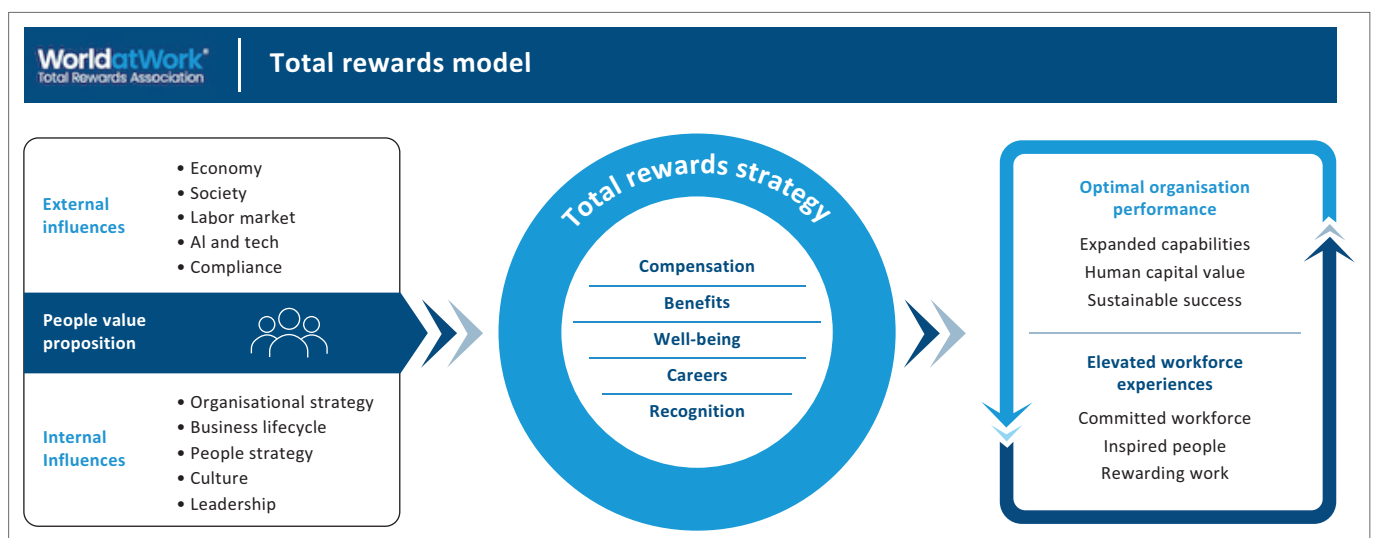 WorldatWork®
Total Rewards Association
Total rewards model
External
influences
• Economy
• Society
• Labor market
• AI and tech
• Compliance
People value
proposition
Internal
Influences
• Organisational strategy
• Business lifecycle
• People strategy
• Culture
• Leadership
Total rewards strategy
Compensation
Benefits
Well-being
Careers
Recognition
Optimal organisation
performance
Expanded capabilities
Human capital value
Sustainable success
Elevated workforce
experiences
Committed workforce
Inspired people
Rewarding work